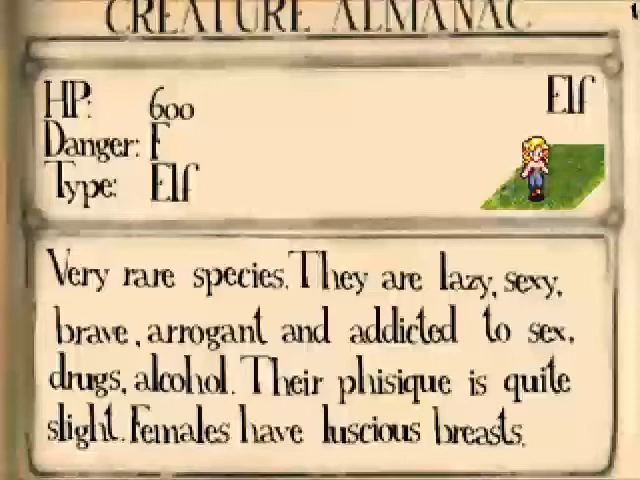 CREATURE ALMANAC
HP: 600
Elf
Danger: F
Type: Elf
Very rare species. They are lazy, sexy,
brave, arrogant and addicted to sex,
drugs, alcohol. Their phisique is quite
slight. Females have luscious breasts.